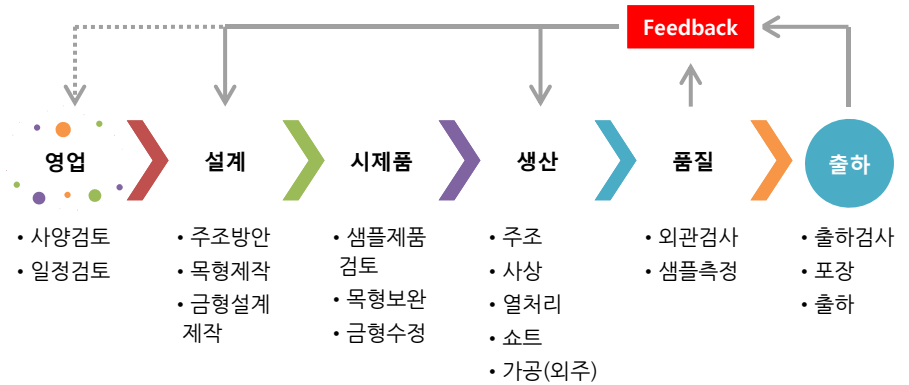 Feedback
영업
설계
시제품
생산
품질
출하
• 사양검토
• 일정검토
• 주조방안
• 목형제작
• 금형설계
제작
• 샘플제품
검토
• 목형보완
• 금형수정
• 주조
• 사상
• 열처리
• 쇼트
• 가공(외주)
• 외관검사
• 샘플측정
• 출하검사
• 포장
• 출하